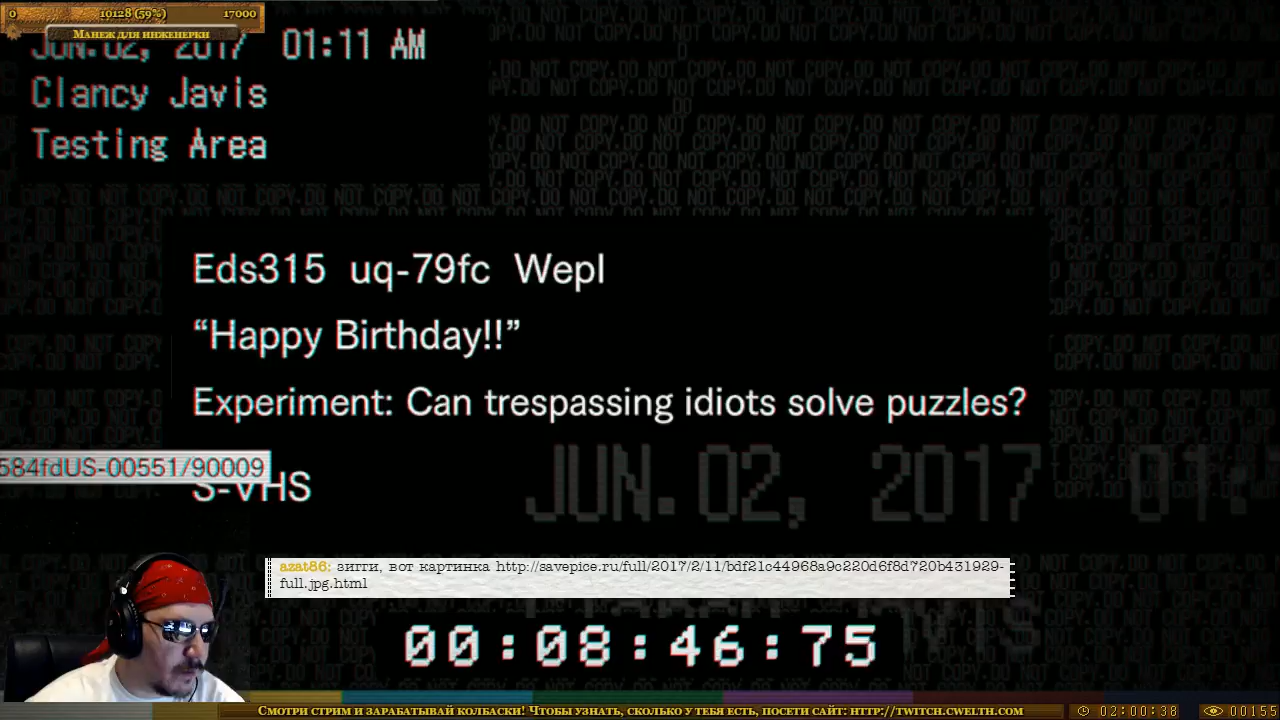 0 10128 (59%) 17000
Манеж для инженерки
JUN.02, 2017 01:11 AM
Clancy Javis
Testing Area
Eds315 uq-79fc Wepl
“Happy Birthday!!”
Experiment: Can trespassing idiots solve puzzles?
584fdUS-00551/90009
S-VHS
JUN.02, 2017 01:
azat86: зигги, вот картинка http://savepice.ru/full/2017/2/11/bdf21c44968a9c220d6f8d720b431929-
full.jpg.html
00:08:46:75
Смотри стрим и зарабатывай колбаски! Чтобы узнать, сколько у тебя есть, посети сайт: http://twitch.cwelth.com
02:00:38
00155